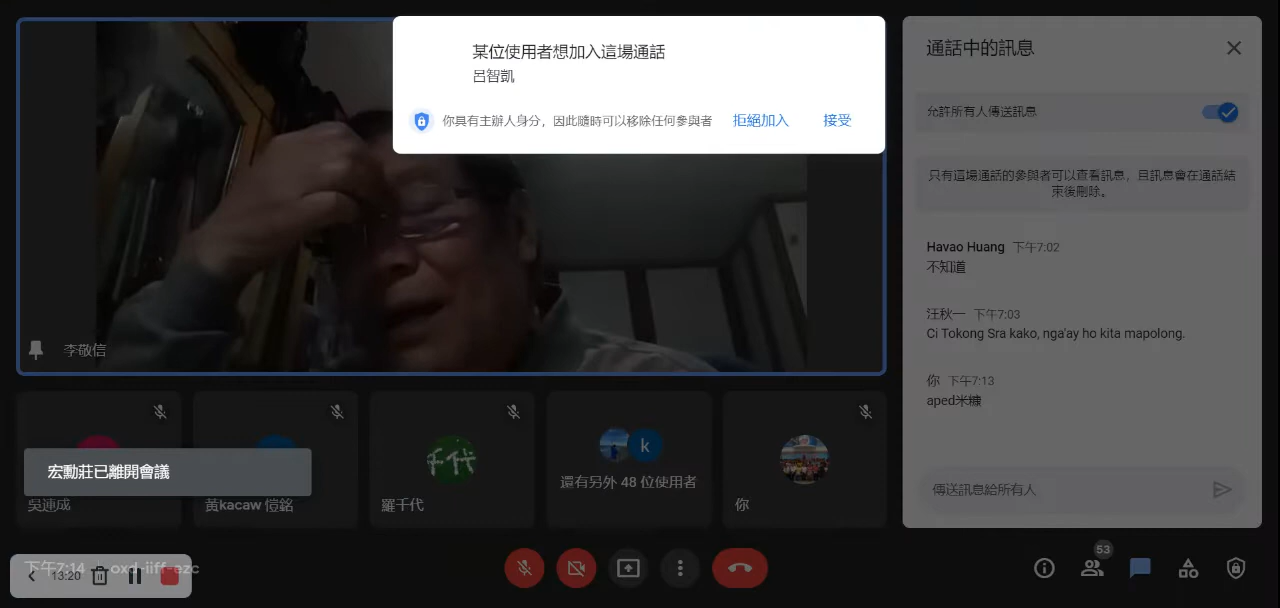 某位使用者想加入這場通話
呂智凱
你具有主辦人身分，因此隨時可以移除任何參與者
拒絕加入
接受
李敬信
通話中的訊息
允許所有人傳送訊息
只有這場通話的參與者可以查看訊息，且訊息會在通話結
束後刪除。
Havao Huang 下午7:02
不知道
汪秋一 下午7:03
Ci Tokong Sra kako, nga'ay ho kita mapolong.
你 下午7:13
aped米糠
傳送訊息給所有人
宏勳莊已離開會議
吳連成
黃kacaw 愷銘
千代
羅千代
k
還有另外 48 位使用者
你
下午7:14
oxd-iiff-azc
13:20
53